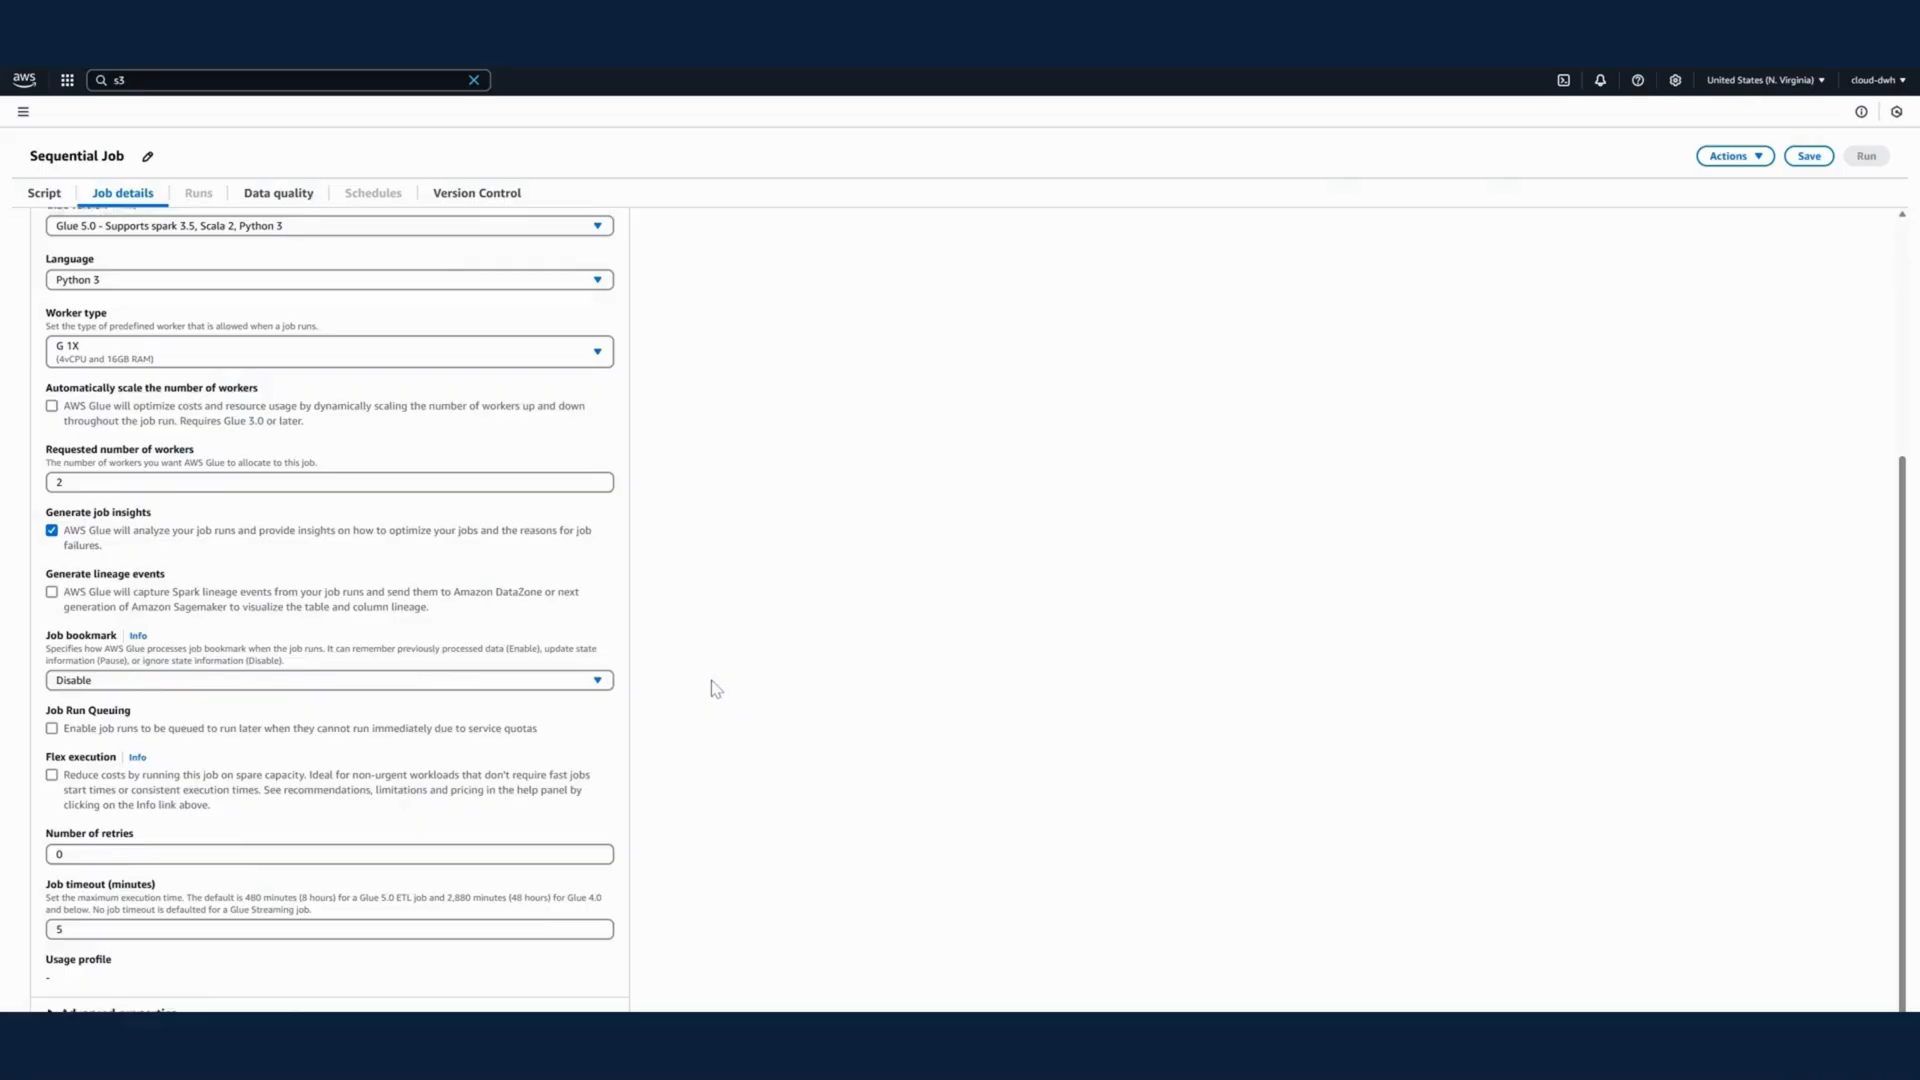 aws
s3
United States (N. Virginia)
cloud-dwh
Sequential Job
Actions
Save
Run
Script
Job details
Runs
Data quality
Schedules
Version Control
Glue 5.0 - Supports spark 3.5, Scala 2, Python 3
Language
Python 3
Worker type
Set the type of predefined worker that is allowed when a job runs.
G 1X
(4vCPU and 16GB RAM)
Automatically scale the number of workers
AWS Glue will optimize costs and resource usage by dynamically scaling the number of workers up and down
throughout the job run. Requires Glue 3.0 or later.
Requested number of workers
The number of workers you want AWS Glue to allocate to this job.
2
Generate job insights
AWS Glue will analyze your job runs and provide insights on how to optimize your jobs and the reasons for job
failures.
Generate lineage events
AWS Glue will capture Spark lineage events from your job runs and send them to Amazon DataZone or next
generation of Amazon Sagemaker to visualize the table and column lineage.
Job bookmark
Info
Specifies how AWS Glue processes job bookmark when the job runs. It can remember previously processed data (Enable), update state
information (Pause), or ignore state information (Disable).
Disable
Job Run Queuing
Enable job runs to be queued to run later when they cannot run immediately due to service quotas
Flex execution
Info
Reduce costs by running this job on spare capacity. Ideal for non-urgent workloads that don't require fast jobs
start times or consistent execution times. See recommendations, limitations and pricing in the help panel by
clicking on the Info link above.
Number of retries
0
Job timeout (minutes)
Set the maximum execution time. The default is 480 minutes (8 hours) for a Glue 5.0 ETL job and 2,880 minutes (48 hours) for Glue 4.0
and below. No job timeout is defaulted for a Glue Streaming job.
5
Usage profile
-